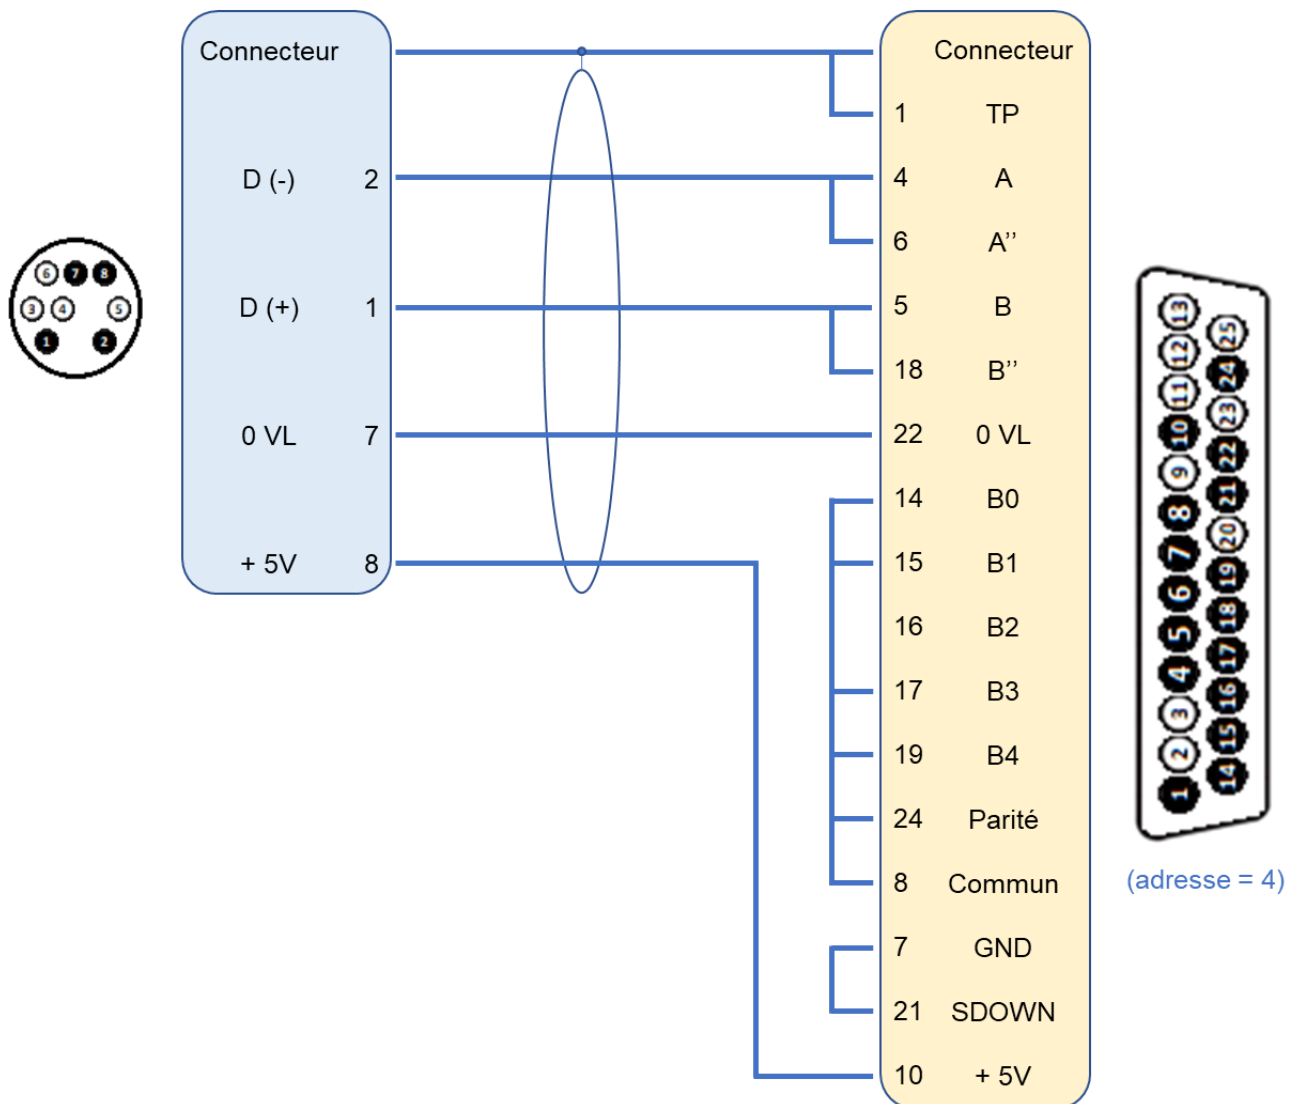 Connecteur
D (-) 2
D (+) 1
0 VL 7
+ 5V 8
6 7 8
3 4 5
1 2
Connecteur
1 TP
4 A
6 A’’
5 B
18 B’’
22 0 VL
14 B0
15 B1
16 B2
17 B3
19 B4
24 Parité
8 Commun
7 GND
21 SDOWN
10 + 5V
13
25
12
24
11
23
10
22
9
21
8
20
7
19
6
18
5
17
4
16
3
15
2
14
1
(adresse = 4)